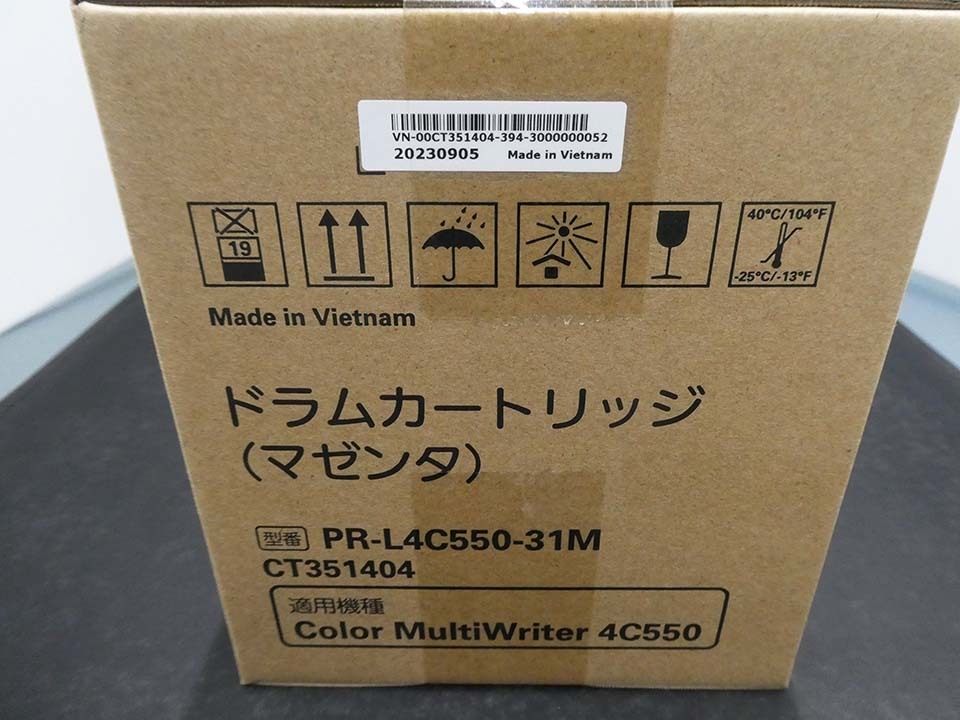 VN-00CT351404-394-3000000052
20230905 Made in Vietnam
19
40°C/104°F
-25°C/-13°F
Made in Vietnam
ドラムカートリッジ
(マゼンタ)
型番 PR-L4C550-31M
CT351404
適用機種
Color MultiWriter 4C550